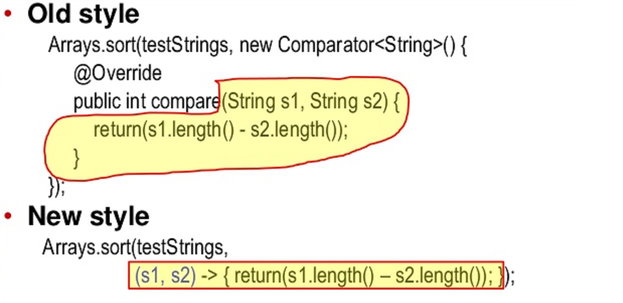 • Old style
Arrays.sort(testStrings, new Comparator<String>() {
@Override
public int compare(String s1, String s2) {
return(s1.length() - s2.length());
}
});
• New style
Arrays.sort(testStrings,
(s1, s2) -> { return(s1.length() – s2.length()); });